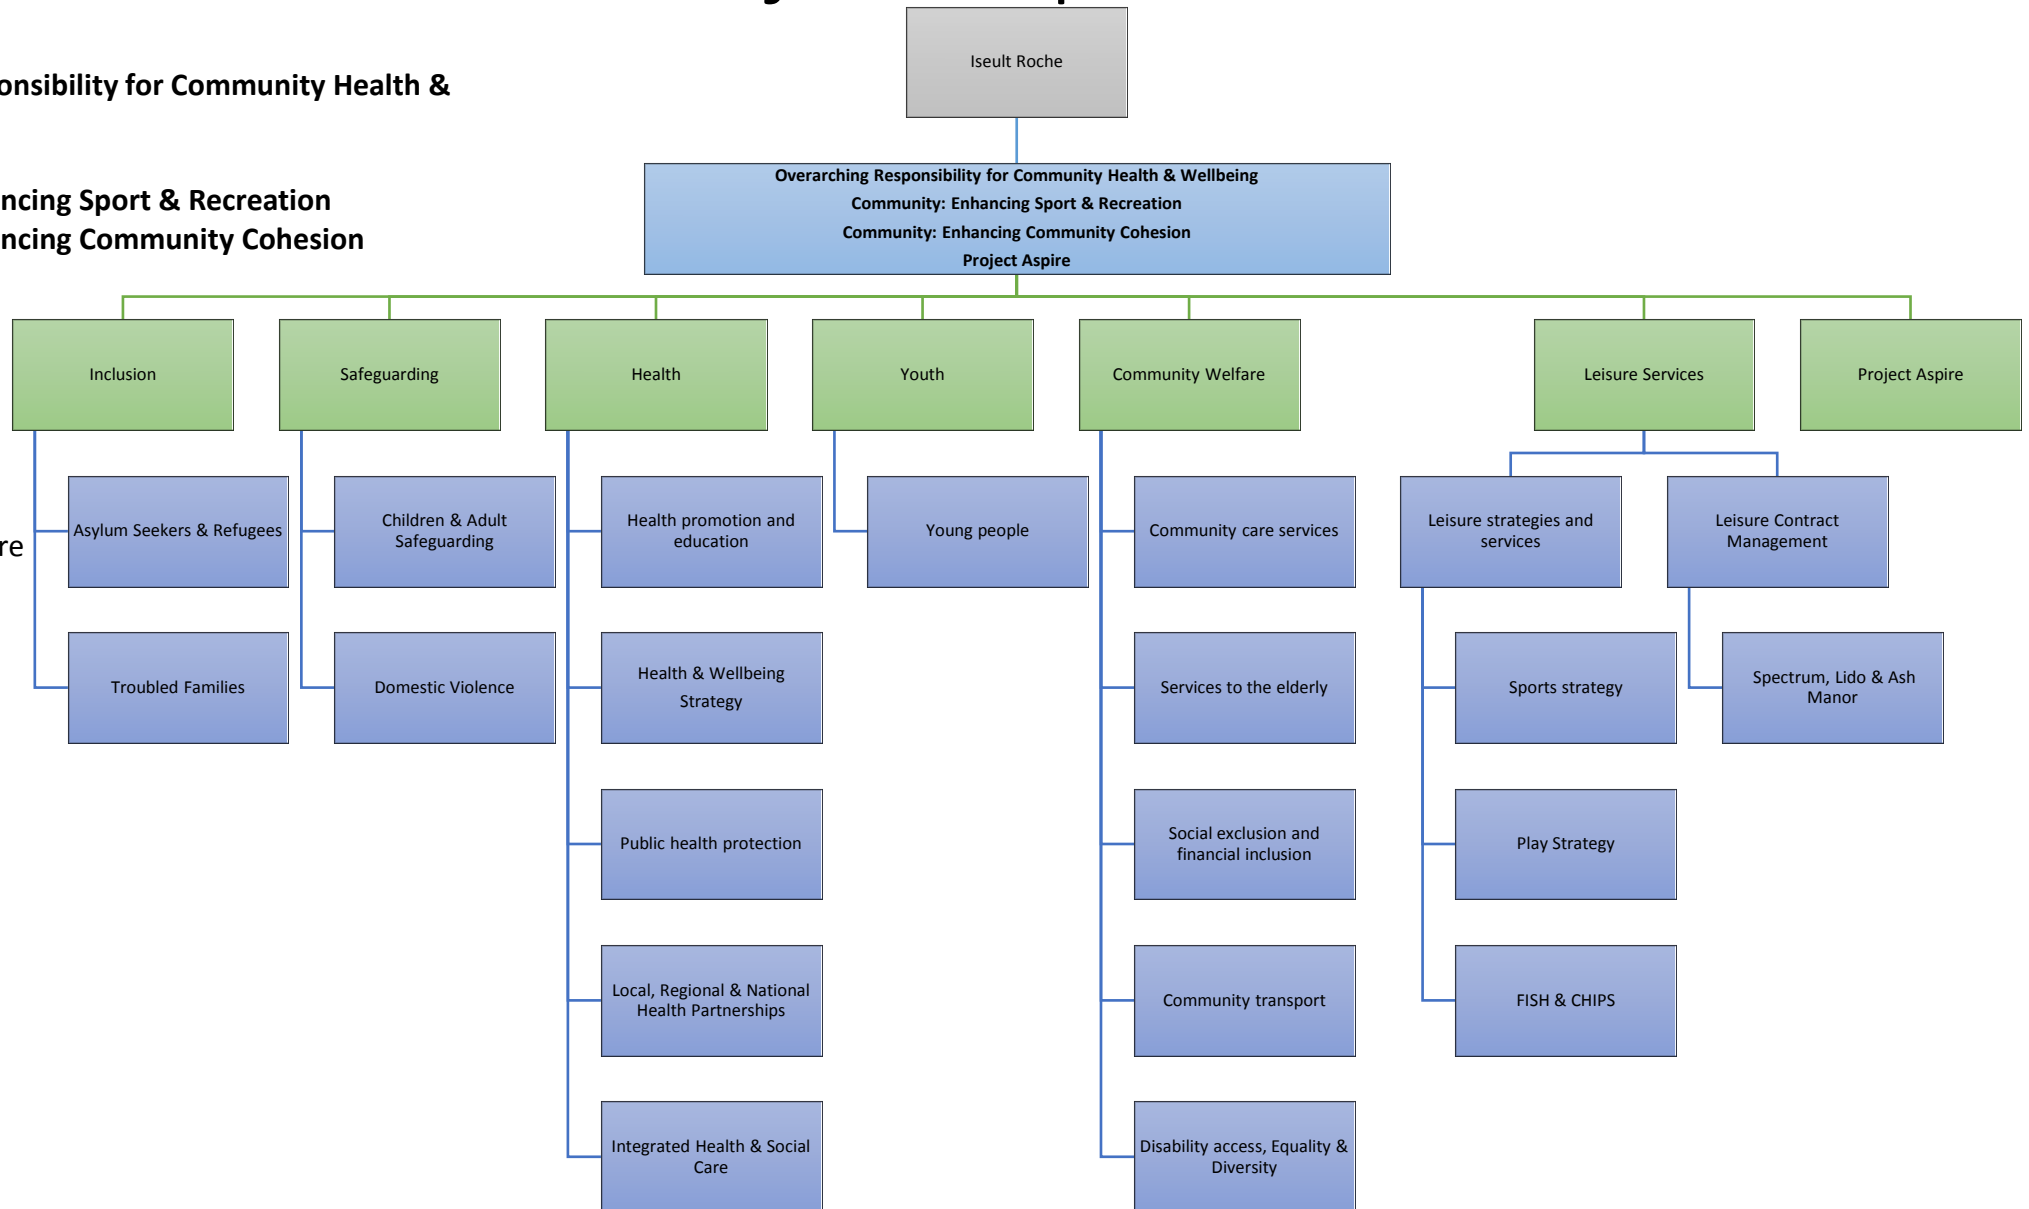 Iseult Roche
onsibility for Community Health &
ncing Sport & Recreation
ncing Community Cohesion
re
Overarching Responsibility for Community Health & Wellbeing
Community: Enhancing Sport & Recreation
Community: Enhancing Community Cohesion
Project Aspire
Inclusion
Safeguarding
Health
Youth
Community Welfare
Leisure Services
Project Aspire
Asylum Seekers & Refugees
Children & Adult
Safeguarding
Health promotion and
education
Young people
Community care services
Leisure strategies and
services
Leisure Contract
Management
Troubled Families
Domestic Violence
Health & Wellbeing
Strategy
Services to the elderly
Sports strategy
Spectrum, Lido & Ash
Manor
Public health protection
Social exclusion and
financial inclusion
Play Strategy
Local, Regional & National
Health Partnerships
Community transport
FISH & CHIPS
Integrated Health & Social
Care
Disability access, Equality &
Diversity